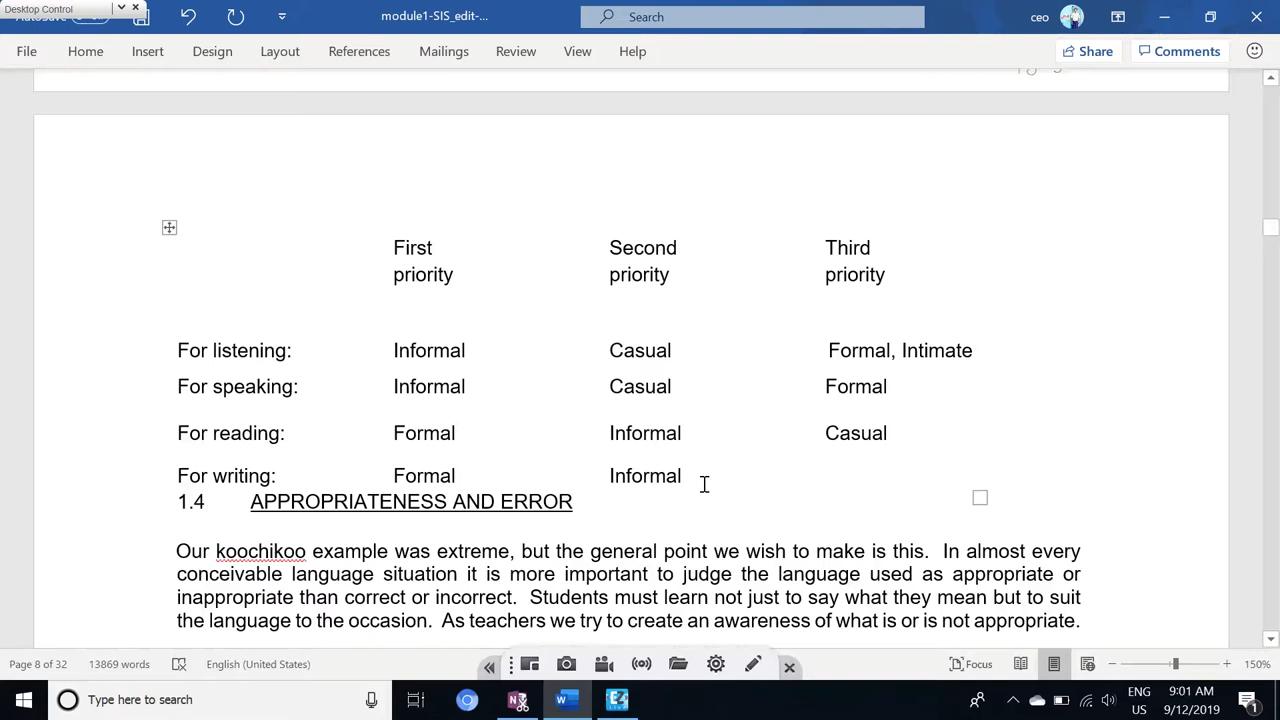 Desktop Control
module1-SIS_edit-...
Search
ceo
File Home Insert Design Layout References Mailings Review View Help Share Comments
First priority Second priority Third priority
For listening: Informal Casual Formal, Intimate
For speaking: Informal Casual Formal
For reading: Formal Informal Casual
For writing: Formal Informal
1.4 APPROPRIATENESS AND ERROR
Our koochikoo example was extreme, but the general point we wish to make is this. In almost every
conceivable language situation it is more important to judge the language used as appropriate or
inappropriate than correct or incorrect. Students must learn not just to say what they mean but to suit
the language to the occasion. As teachers we try to create an awareness of what is or is not appropriate.
Page 8 of 32 13869 words English (United States) Focus 150%
Type here to search
ENG
US
9:01 AM
9/12/2019
1